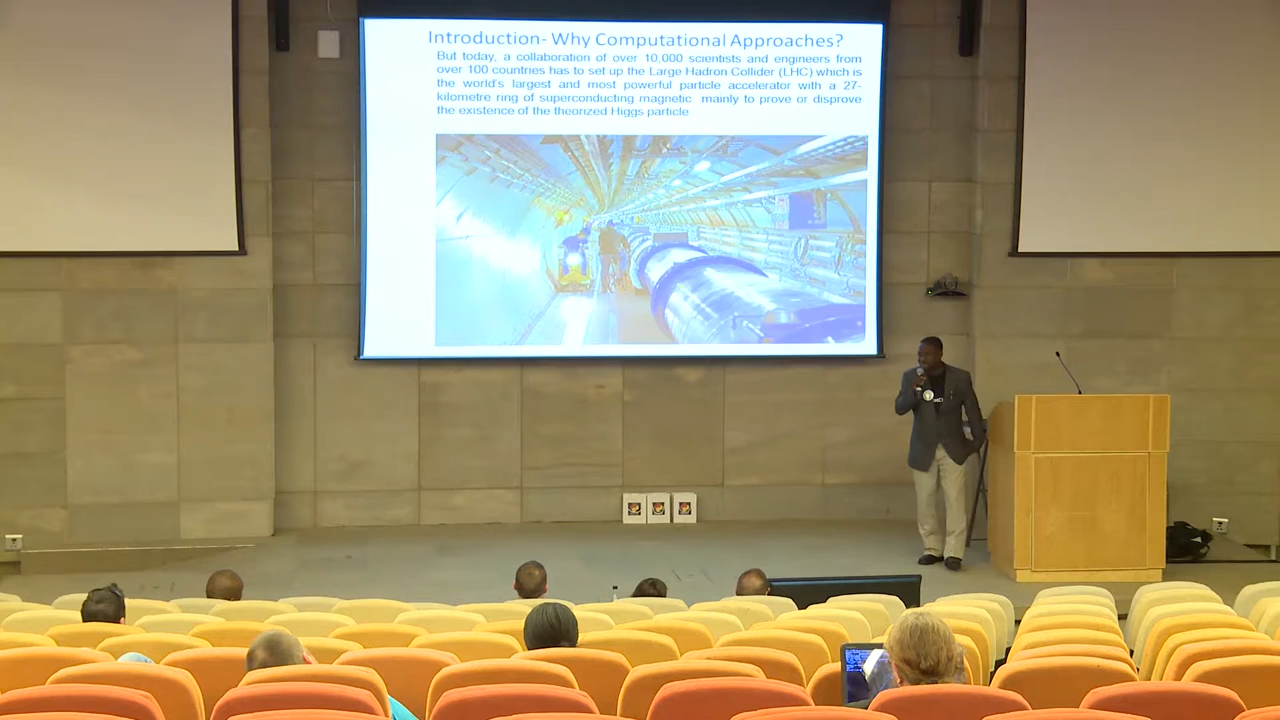 Introduction- Why Computational Approaches?
But today, a collaboration of over 10,000 scientists and engineers from
over 100 countries has to set up the Large Hadron Collider (LHC) which is
the world's largest and most powerful particle accelerator with a 27-
kilometre ring of superconducting magnetic mainly to prove or disprove
the existence of the theorized Higgs particle